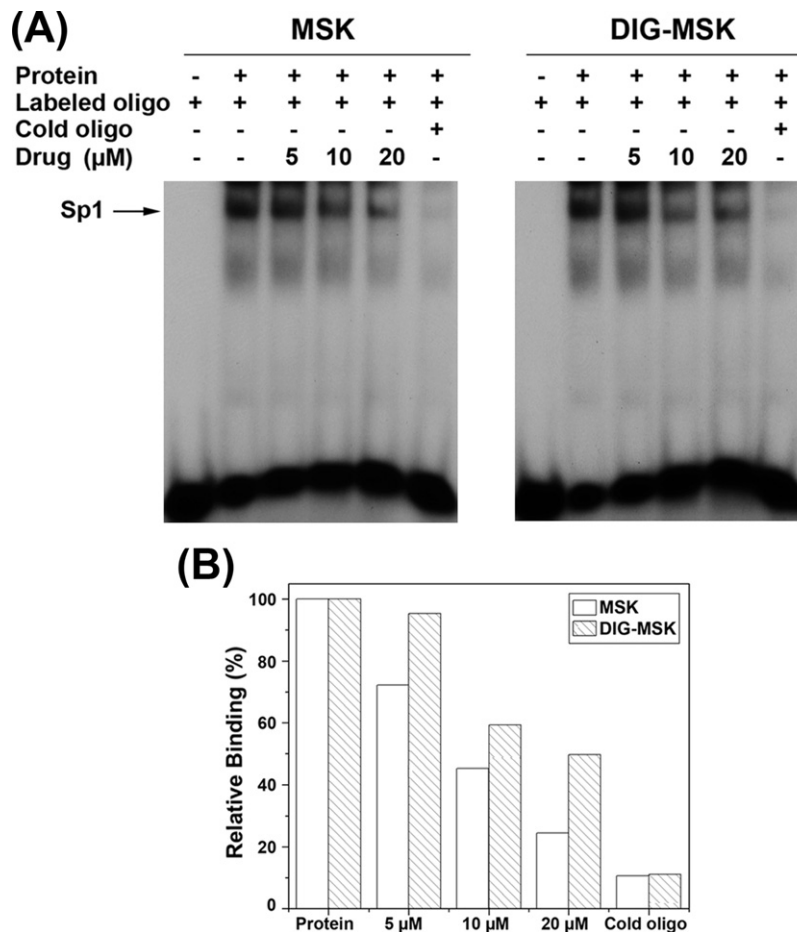 (A)
MSK DIG-MSK
Protein - + + + + + - + + + + +
Labeled oligo + + + + + + + + + + + +
Cold oligo - - - - - + - - - - - +
Drug (µM) - - 5 10 20 - - - 5 10 20 -
Sp1
(B)
100
80
60
40
20
0
Relative Binding (%)
MSK
DIG-MSK
Protein 5 µM 10 µM 20 µM Cold oligo